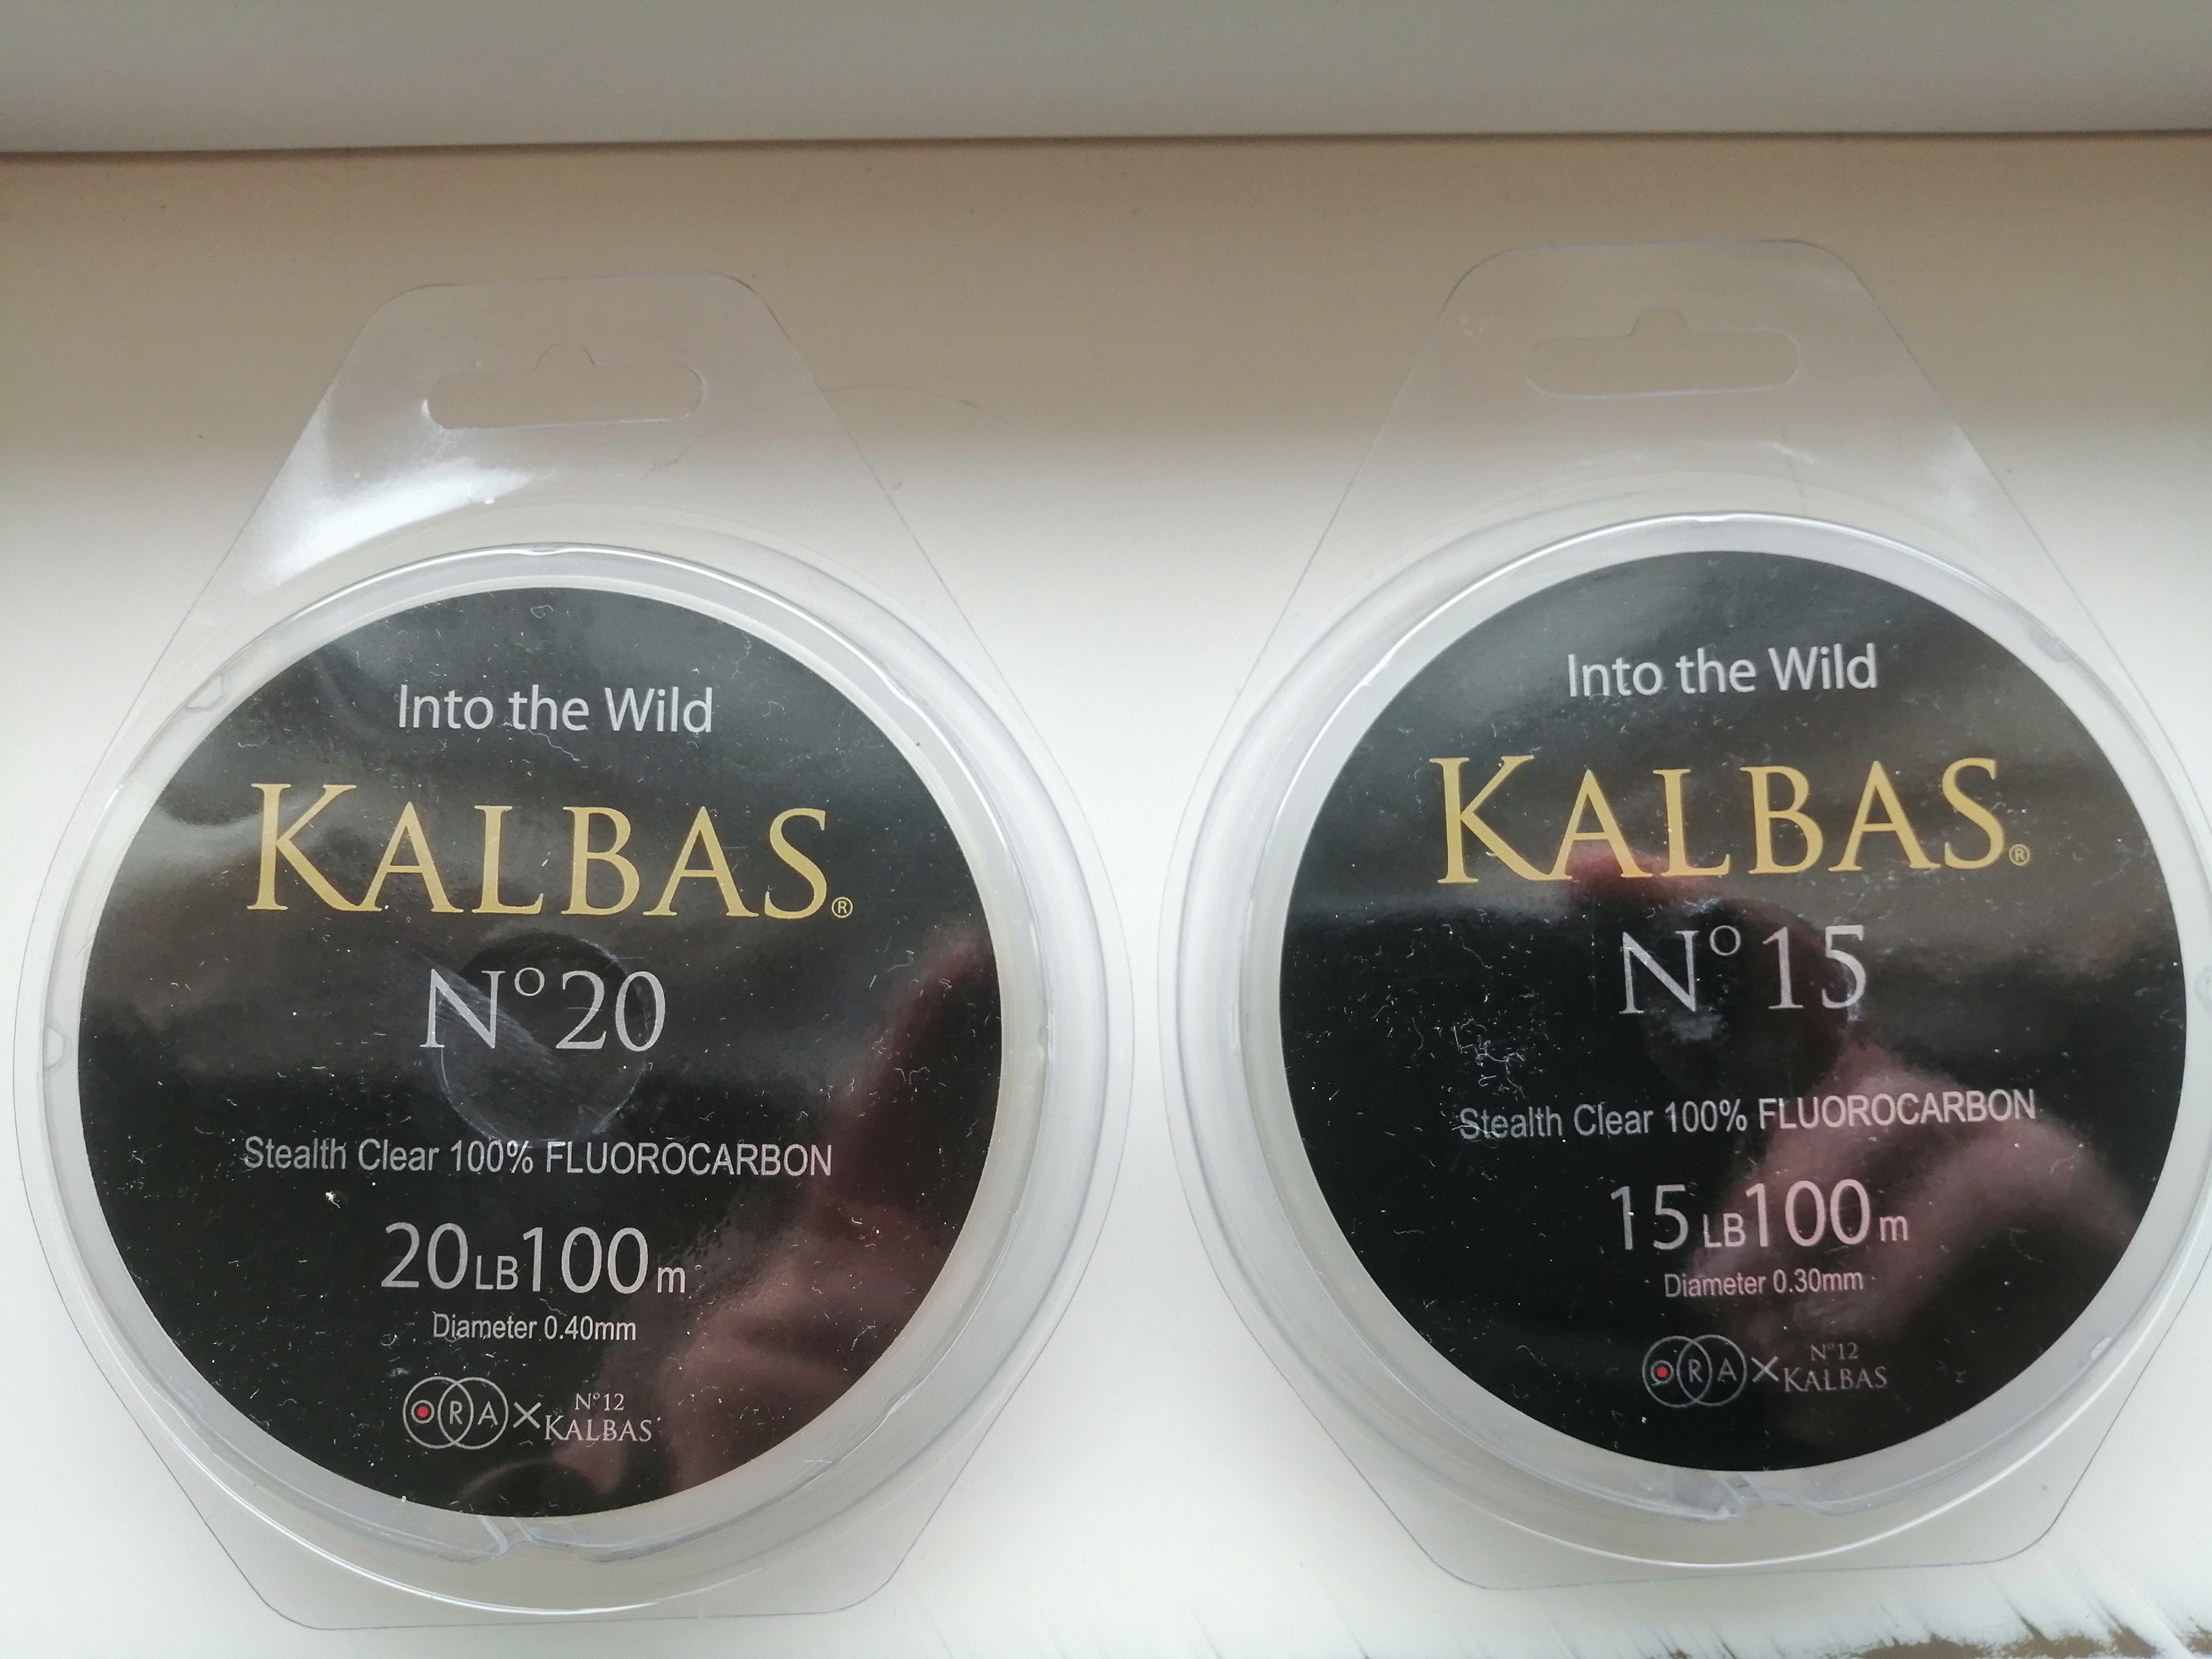 Into the Wild
KALBAS®
N°20
Stealth Clear 100% FLUOROCARBON
20LB100m
Diameter 0.40mm
ORA×N°12 KALBAS
Into the Wild
KALBAS®
N°15
Stealth Clear 100% FLUOROCARBON
15LB100m
Diameter 0.30mm
ORA×N°12 KALBAS